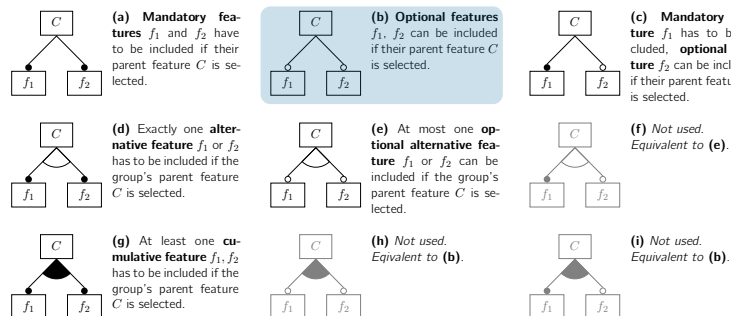 C
f1
f2
(a) Mandatory fea-
tures f1 and f2 have
to be included if their
parent feature C is se-
lected.
C
f1
f2
(b) Optional features
f1, f2 can be included
if their parent feature C
is selected.
C
f1
f2
(c) Mandatory
ture f1 has to b
cluded, optional
ture f2 can be incl
if their parent featu
is selected.
C
f1
f2
(d) Exactly one alter-
native feature f1 or f2
has to be included if the
group's parent feature
C is selected.
C
f1
f2
(e) At most one op-
tional alternative fea-
ture f1 or f2 can be
included if the group's
parent feature C is se-
lected.
C
f1
f2
(f) Not used.
Equivalent to (e).
C
f1
f2
(g) At least one cu-
mulative feature f1, f2
has to be included if the
group's parent feature
C is selected.
C
f1
f2
(h) Not used.
Eqivalent to (b).
C
f1
f2
(i) Not used.
Equivalent to (b).